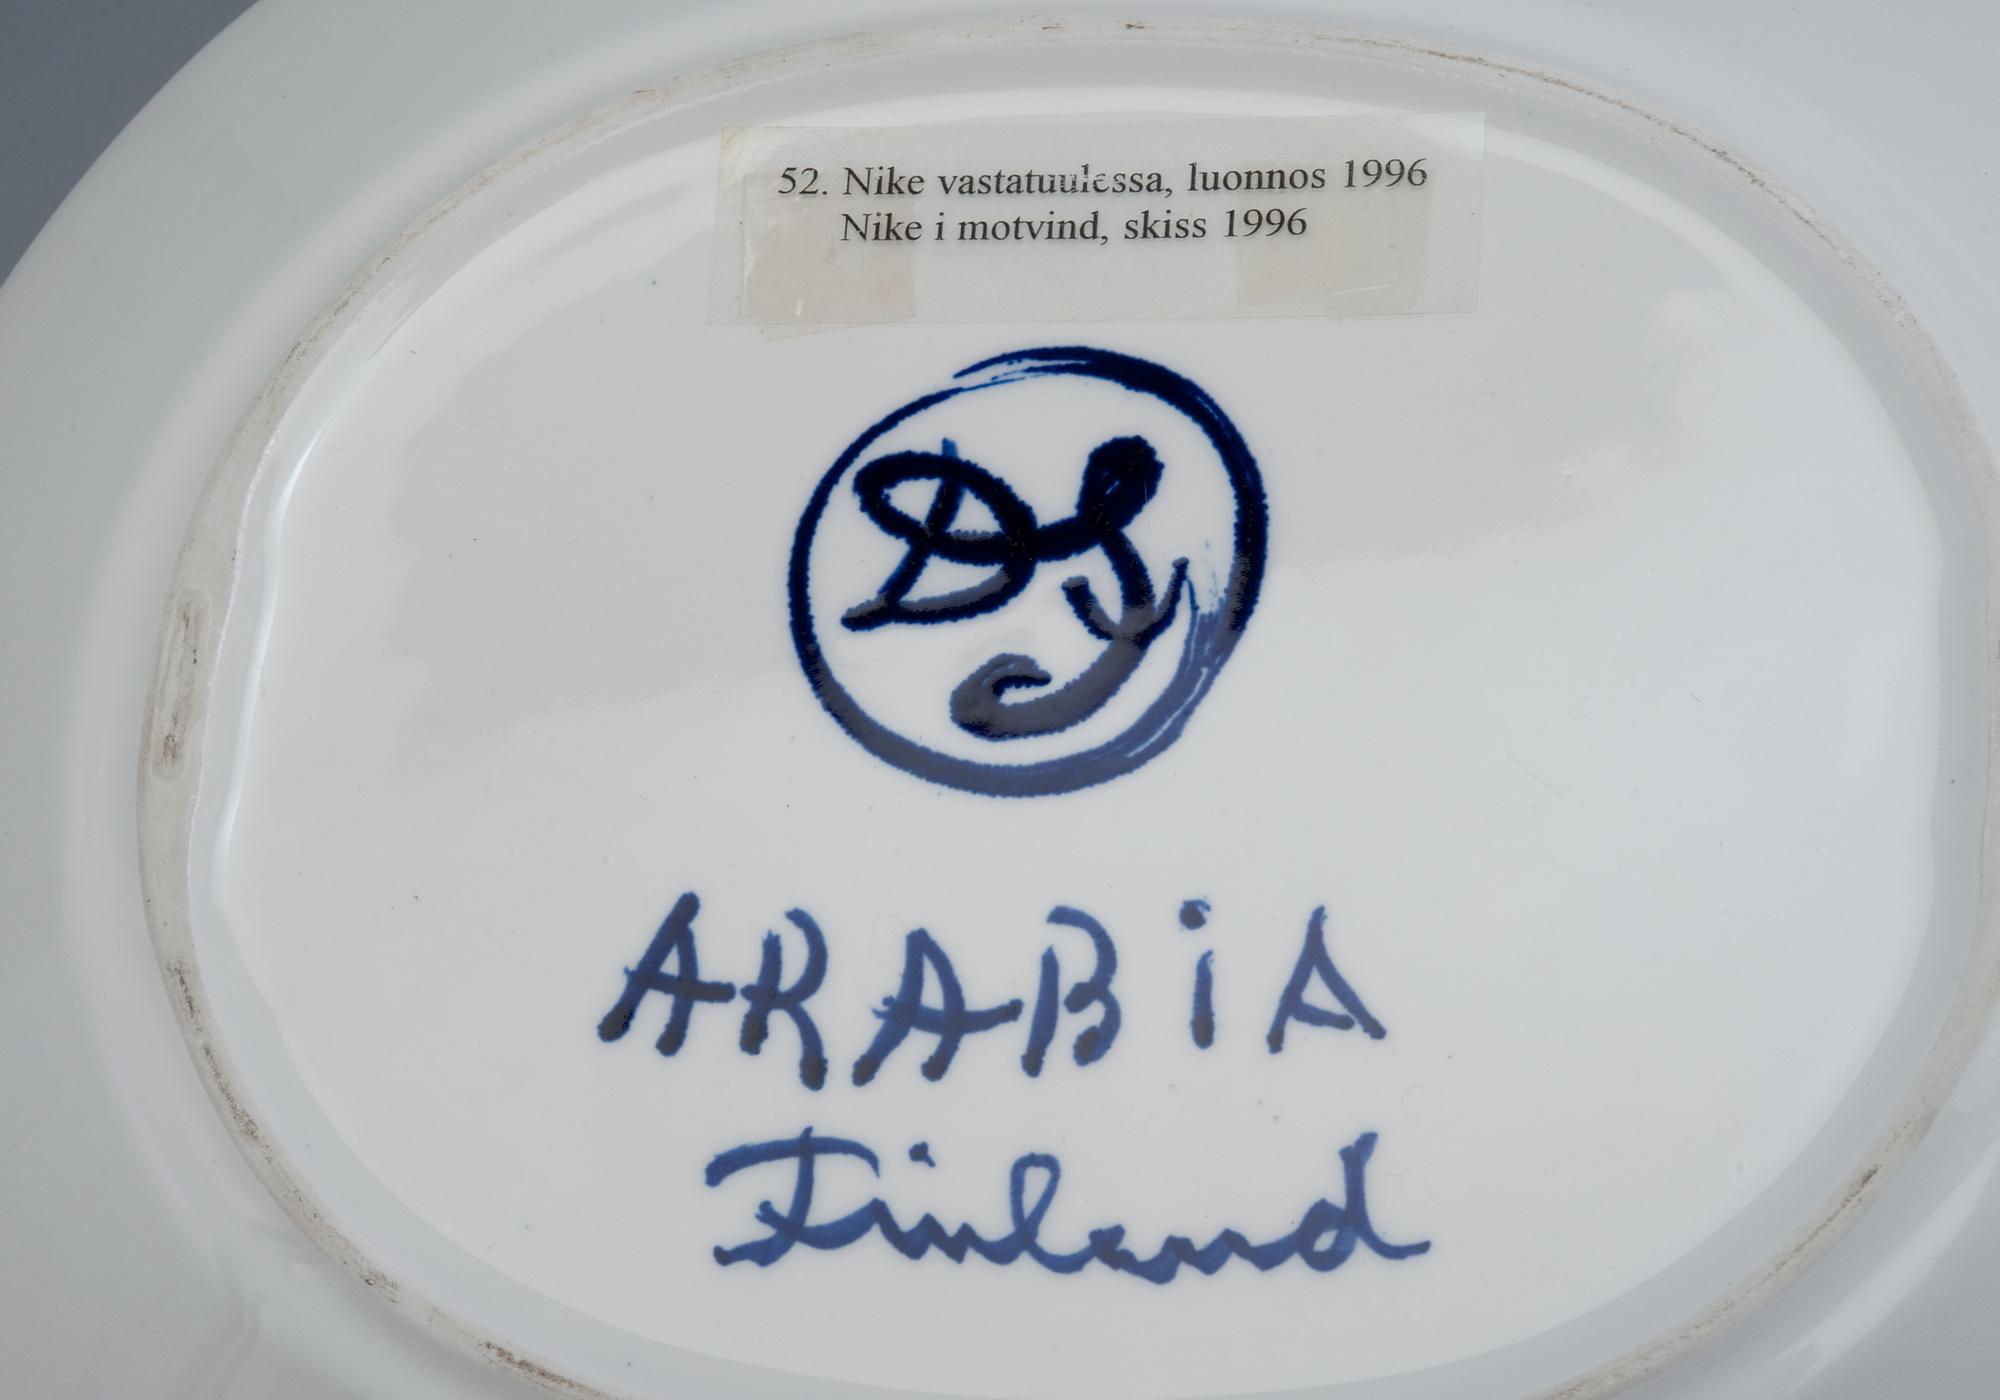 52. Nike vastatuulessa, luonnos 1996
Nike i motvind, skiss 1996
ARABiA
Finland